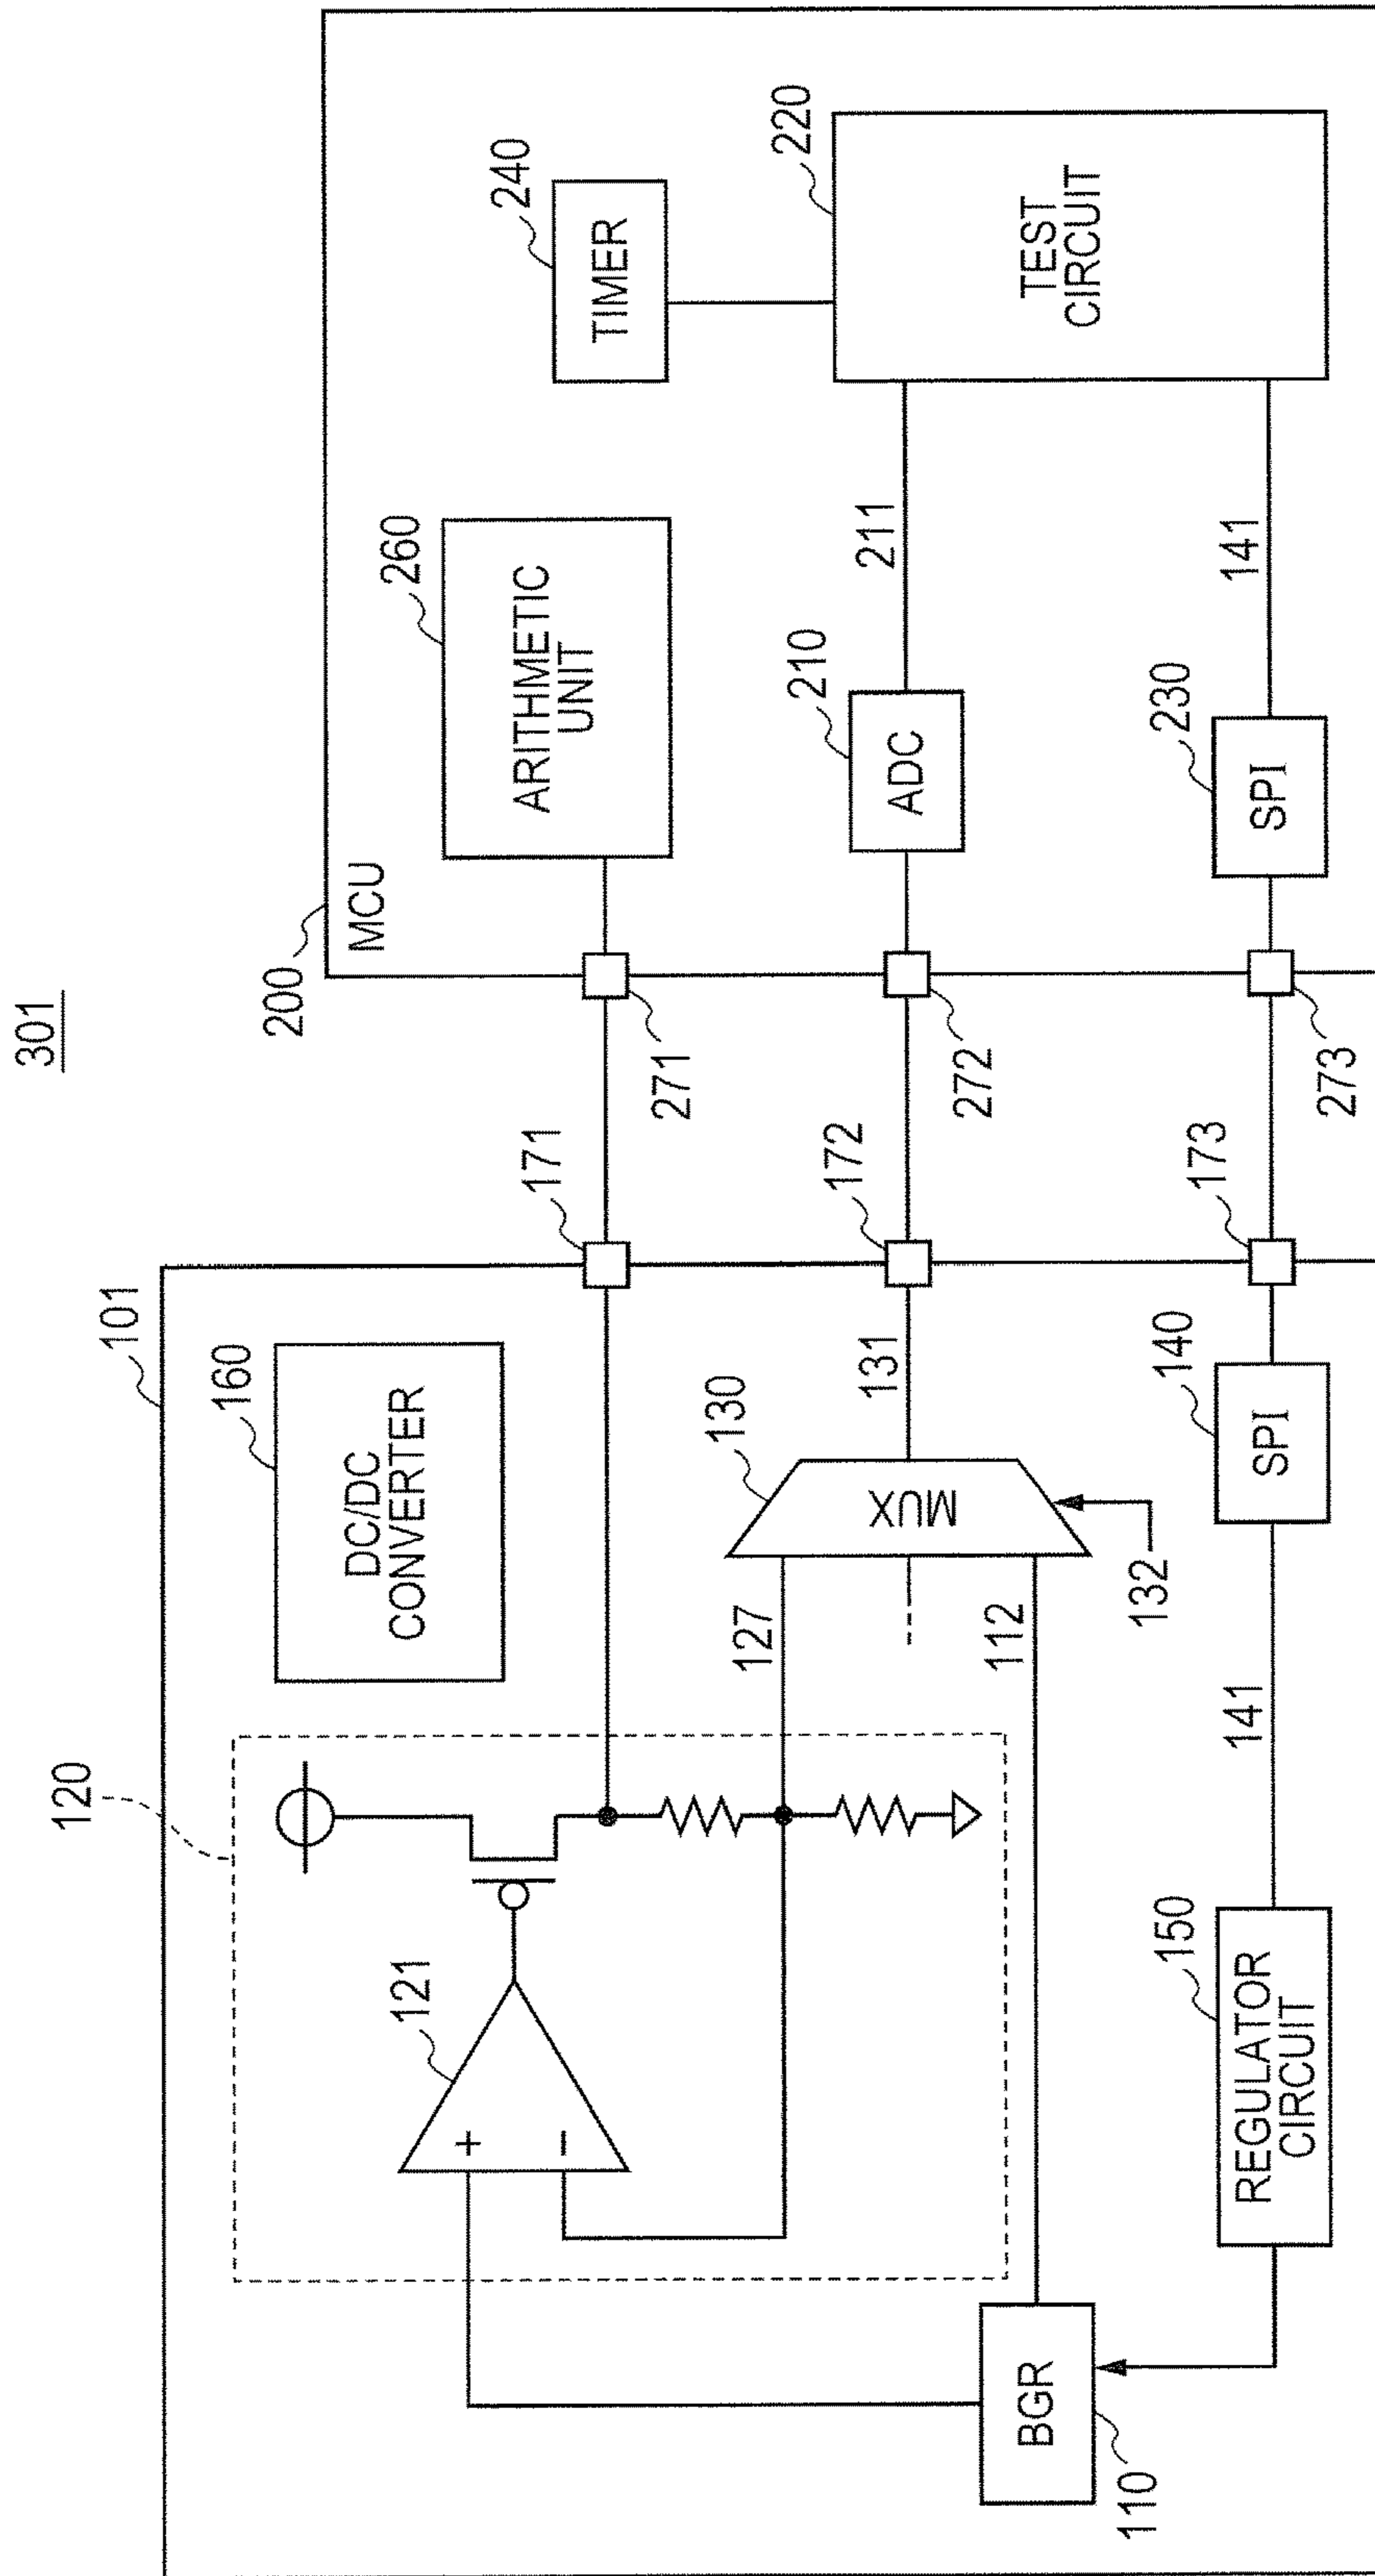 301
101
120
121
+
−
160
DC/DC
CONVERTER
171
271
200
MCU
260
ARITHMETIC
UNIT
240
TIMER
127
130
MUX
131
172
272
210
ADC
211
220
TEST
CIRCUIT
112
132
BGR
110
150
REGULATOR
CIRCUIT
141
140
SPI
173
273
230
SPI
141